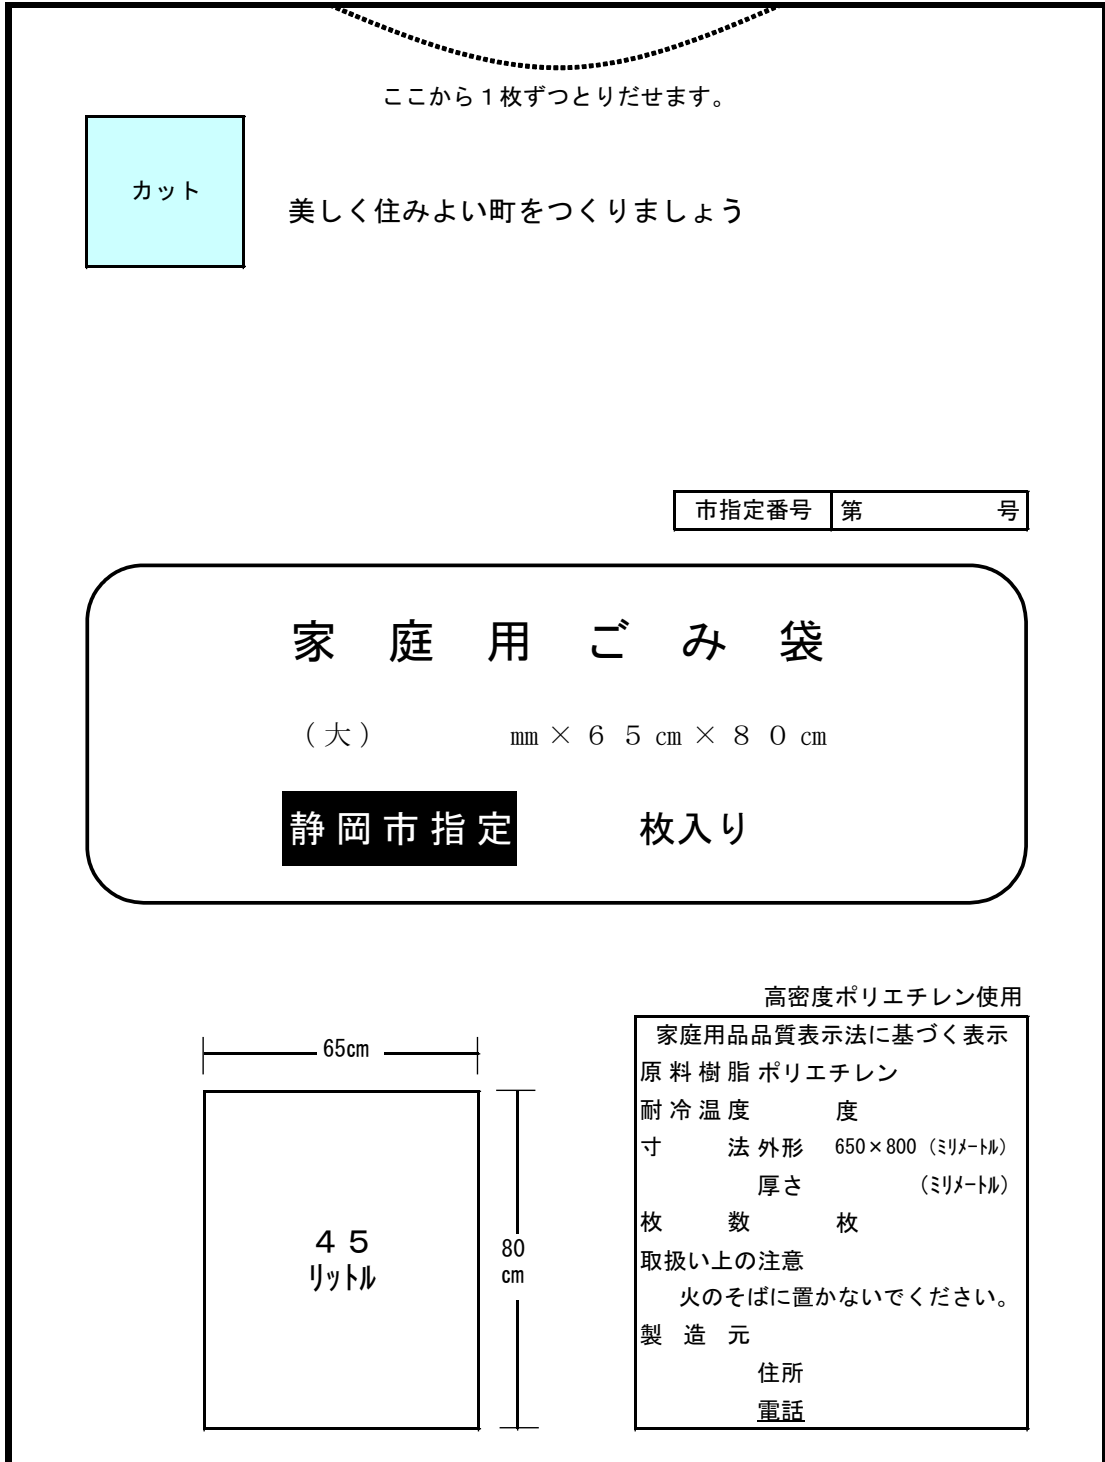 ここから１枚ずつとりだせます。
カット
美しく住みよい町をつくりましょう
市指定番号 第 号
家庭用ごみ袋
（大） ㎜×６５㎝×８０㎝
静岡市指定 枚入り
高密度ポリエチレン使用
家庭用品品質表示法に基づく表示
原料樹脂 ポリエチレン
耐冷温度 度
寸法 外形 650×800（ﾐﾘﾒｰﾄﾙ）
厚さ （ﾐﾘﾒｰﾄﾙ）
枚数 枚
取扱い上の注意
火のそばに置かないでください。
製造元
住所
電話
65cm
４５
ﾘｯﾄﾙ
80
cm